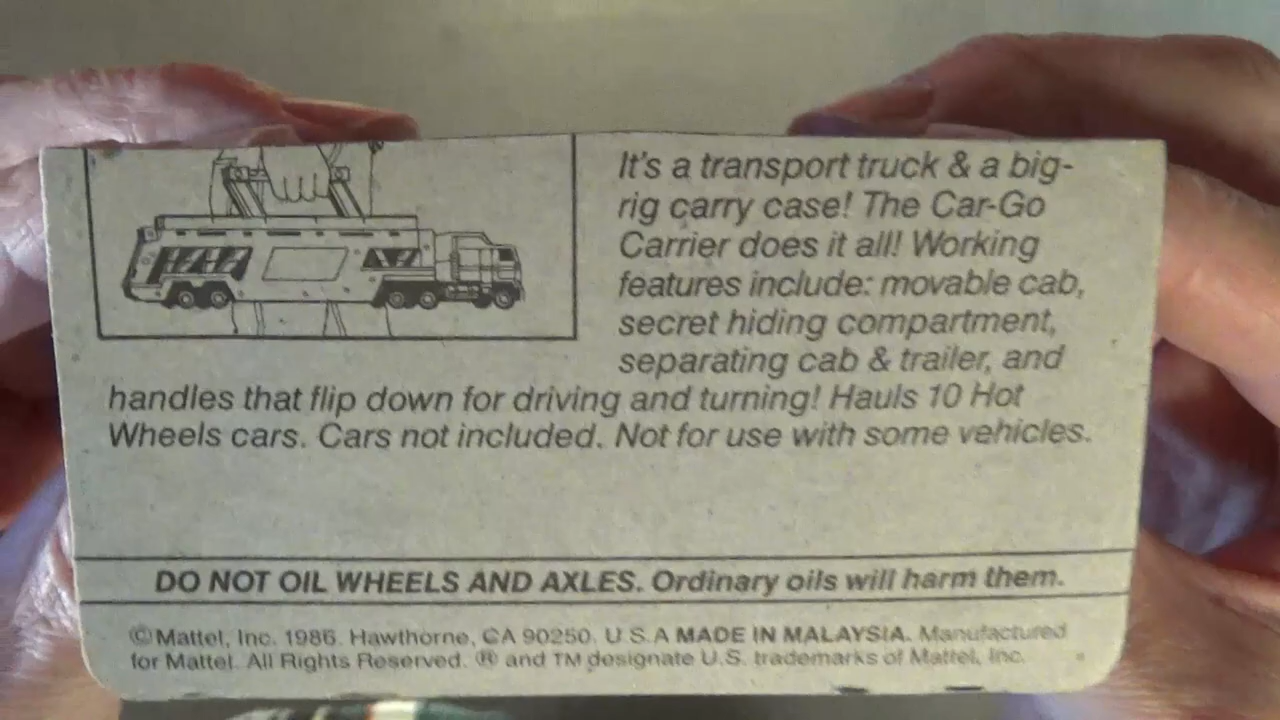 It's a transport truck & a big-
rig carry case! The Car-Go
Carrier does it all! Working
features include: movable cab,
secret hiding compartment,
separating cab & trailer, and
handles that flip down for driving and turning! Hauls 10 Hot
Wheels cars. Cars not included. Not for use with some vehicles.
DO NOT OIL WHEELS AND AXLES. Ordinary oils will harm them.
©Mattel, Inc. 1986. Hawthorne, CA 90250. U.S.A MADE IN MALAYSIA. Manufactured
for Mattel. All Rights Reserved. ® and TM designate U.S. trademarks of Mattel, Inc.